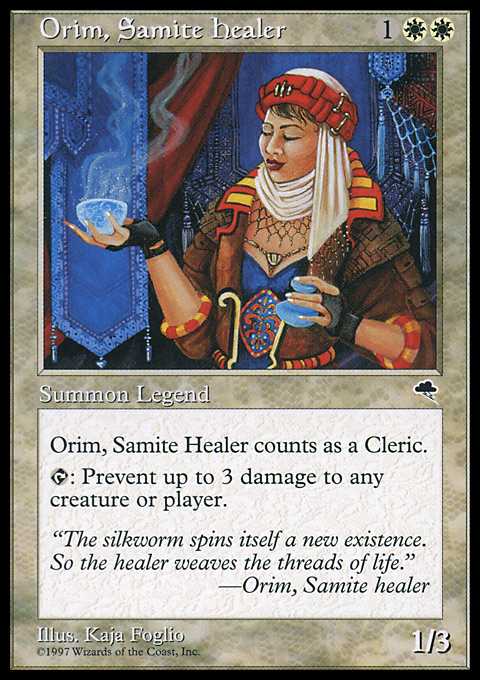 Orim, Samite Healer 1
Summon Legend
Orim, Samite Healer counts as a Cleric.
: Prevent up to 3 damage to any
creature or player.
“The silkworm spins itself a new existence.
So the healer weaves the threads of life.”
—Orim, Samite healer
Illus. Kaja Foglio
©1997 Wizards of the Coast, Inc.
1/3